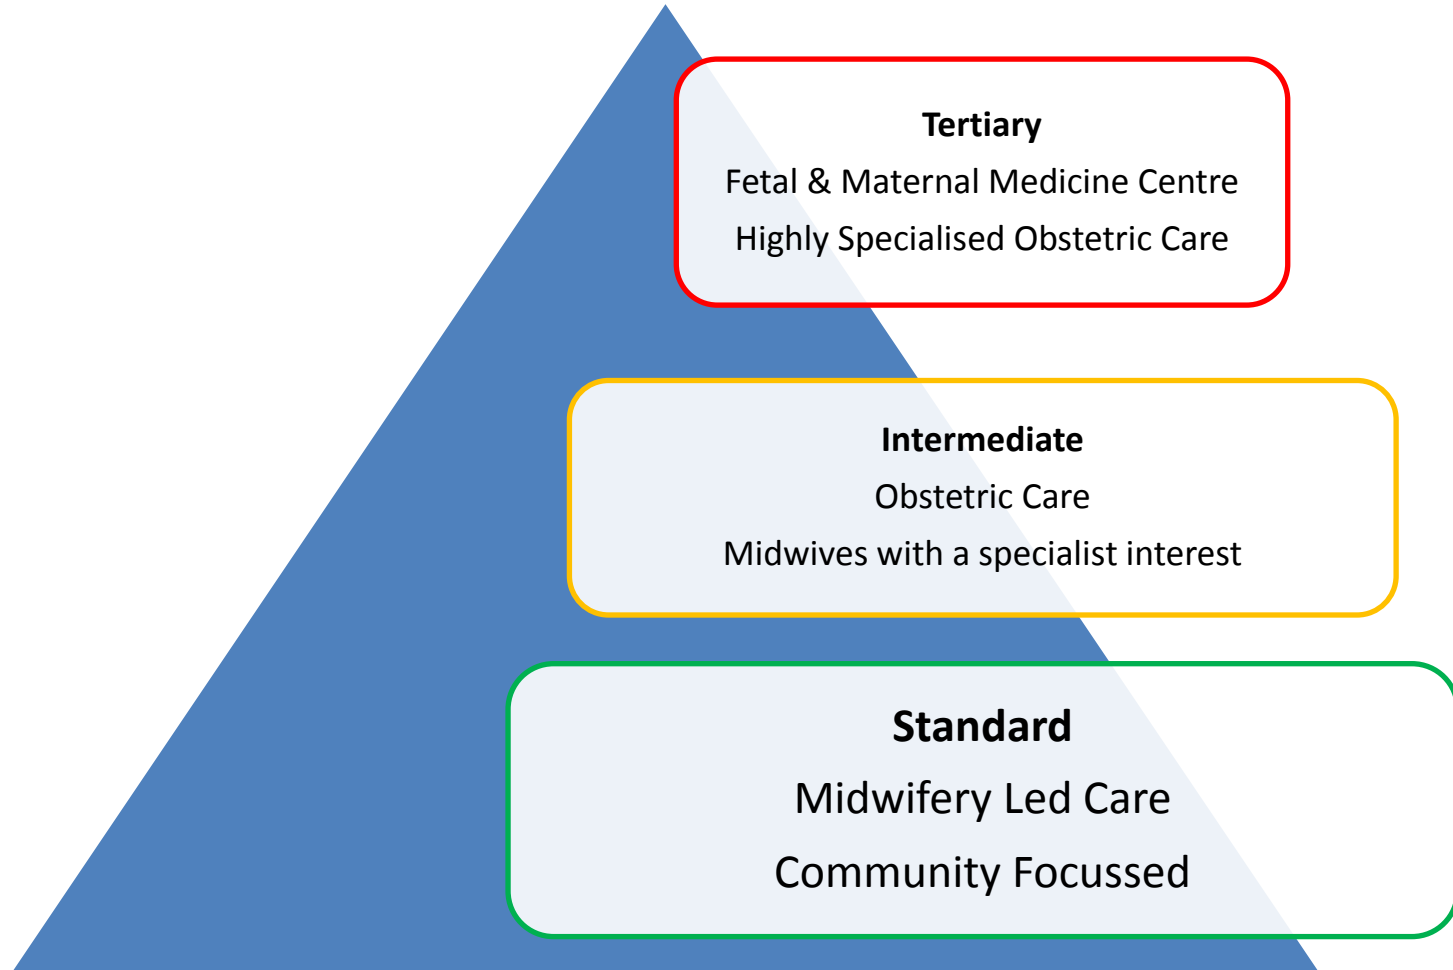 Tertiary
Fetal & Maternal Medicine Centre
Highly Specialised Obstetric Care
Intermediate
Obstetric Care
Midwives with a specialist interest
Standard
Midwifery Led Care
Community Focussed